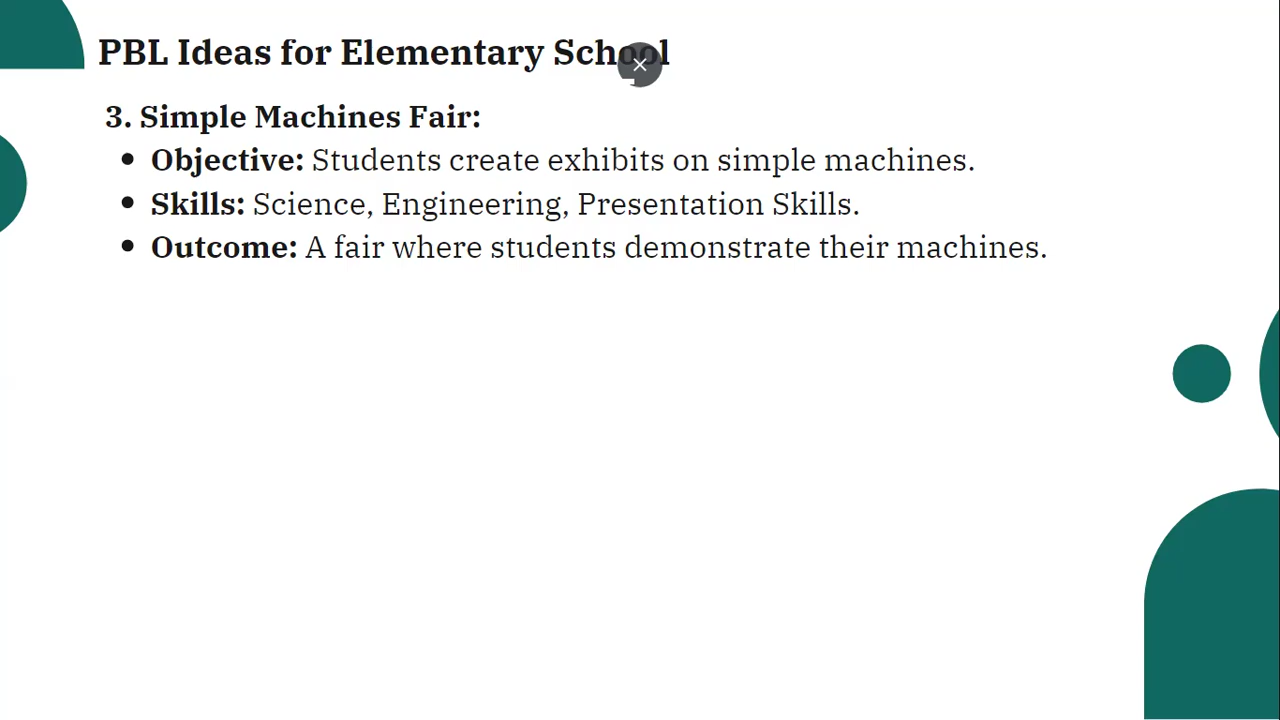 PBL Ideas for Elementary School
3. Simple Machines Fair:
• Objective: Students create exhibits on simple machines.
• Skills: Science, Engineering, Presentation Skills.
• Outcome: A fair where students demonstrate their machines.